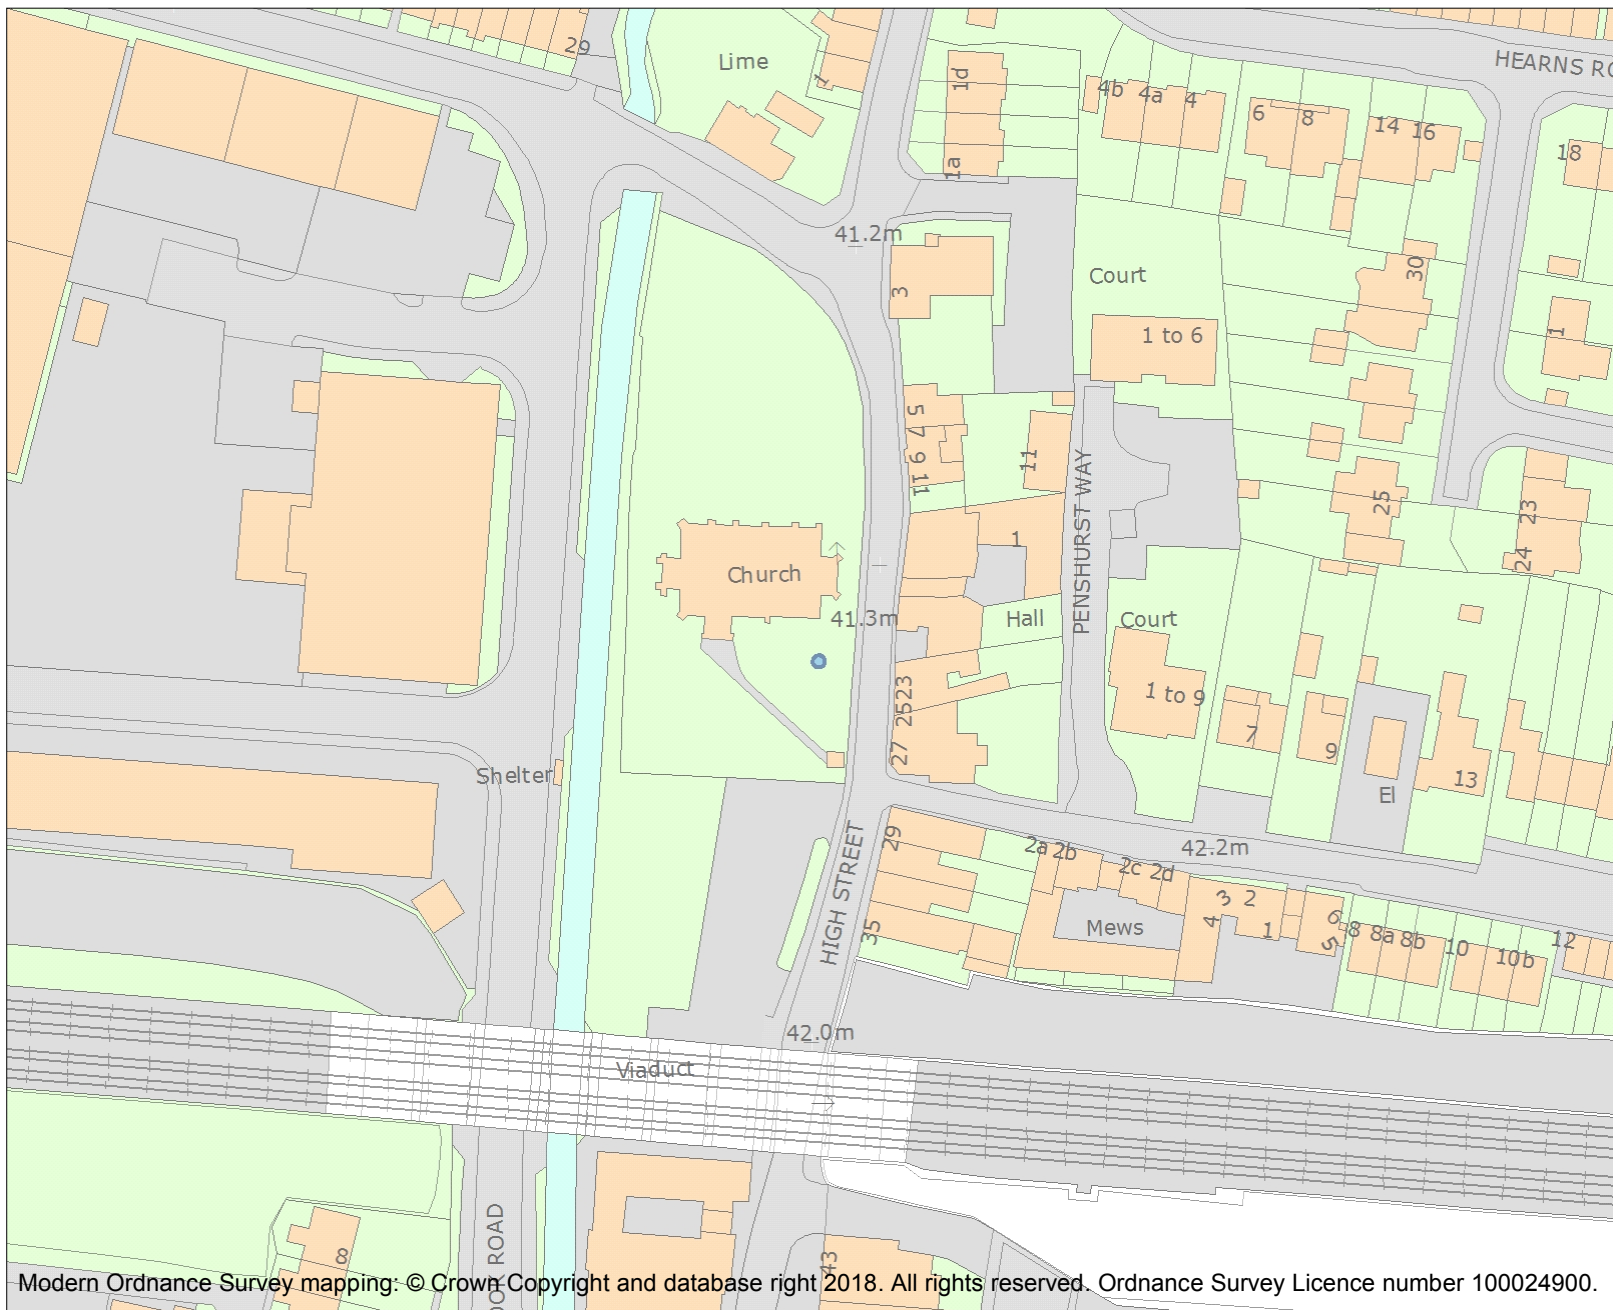 29
Lime
1
1d
1a
4b 4a 4
6 8
14 16
HEARNS
18
41.2m
3
Court
1 to 6
30
1
5 7 9 11
11
PENSHURST WAY
1
25
23
24
Church
41.3m
Hall
Court
1 to 9
2523
27
7
9
El
13
Shelter
HIGH STREET
29
35
2a 2b
2c 2d
42.2m
Mews
4
3 2
1
6
5
8 8a 8b
10
10b
12
42.0m
Viaduct
ROAD
8
43
Modern Ordnance Survey mapping: © Crown Copyright and database right 2018. All rights reserved. Ordnance Survey Licence number 100024900.